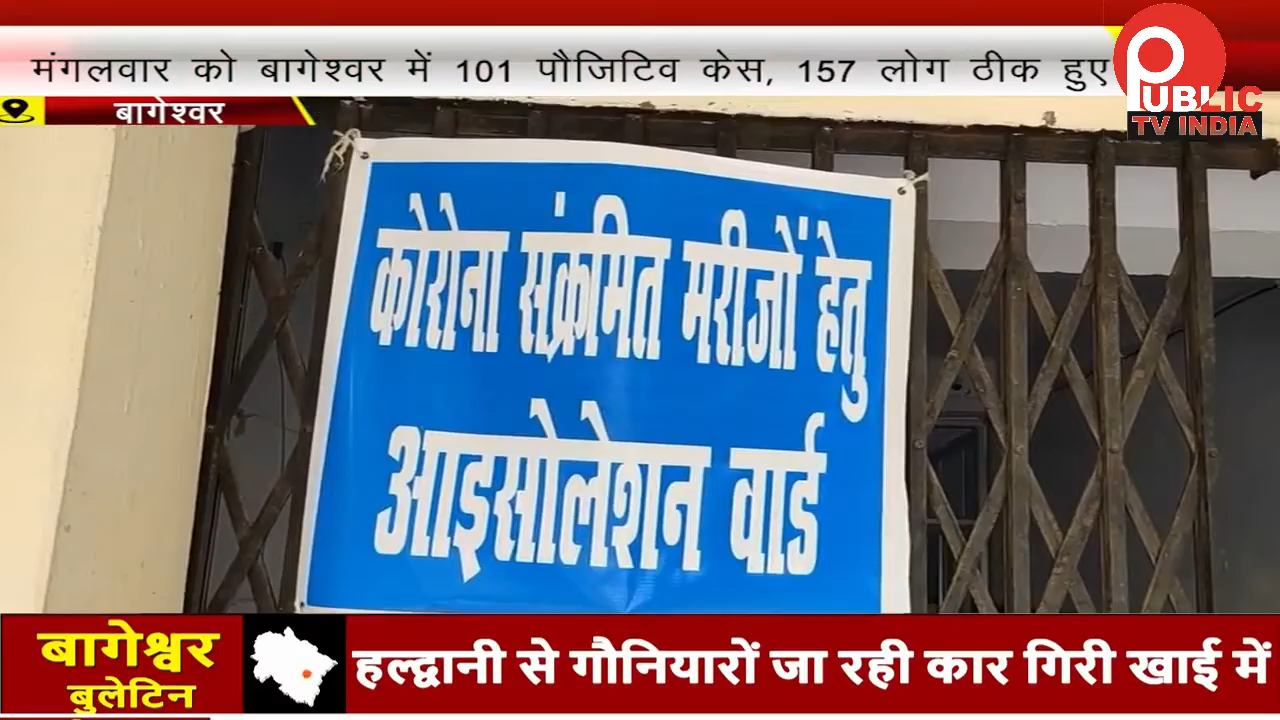 मंगलवार को बागेश्वर में 101 पौजिटिव केस, 157 लोग ठीक हुए
PUBLIC
TV INDIA
बागेश्वर
कोरोना संक्रमित मरीजों हेतु
आइसोलेशन वार्ड
बागेश्वर
बुलेटिन
हल्द्वानी से गौनियारों जा रही कार गिरी खाई में